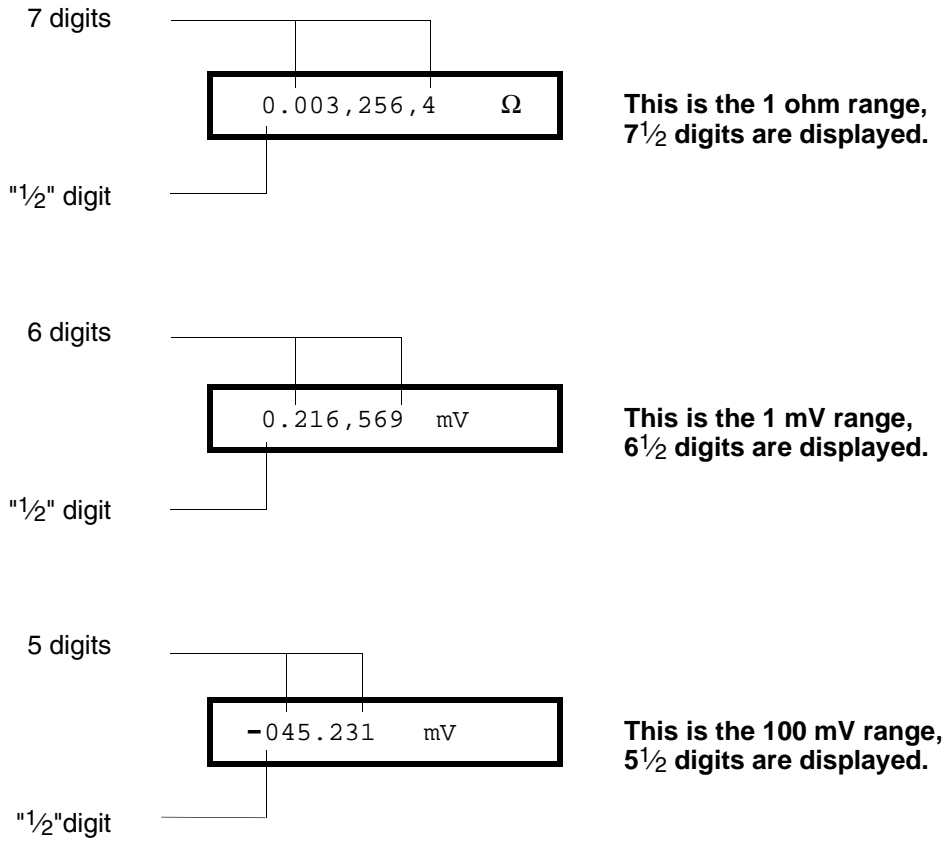 7 digits
0.003,256,4 Ω
This is the 1 ohm range,
7½ digits are displayed.
"½" digit
6 digits
0.216,569 mV
This is the 1 mV range,
6½ digits are displayed.
"½" digit
5 digits
-045.231 mV
This is the 100 mV range,
5½ digits are displayed.
"½"digit